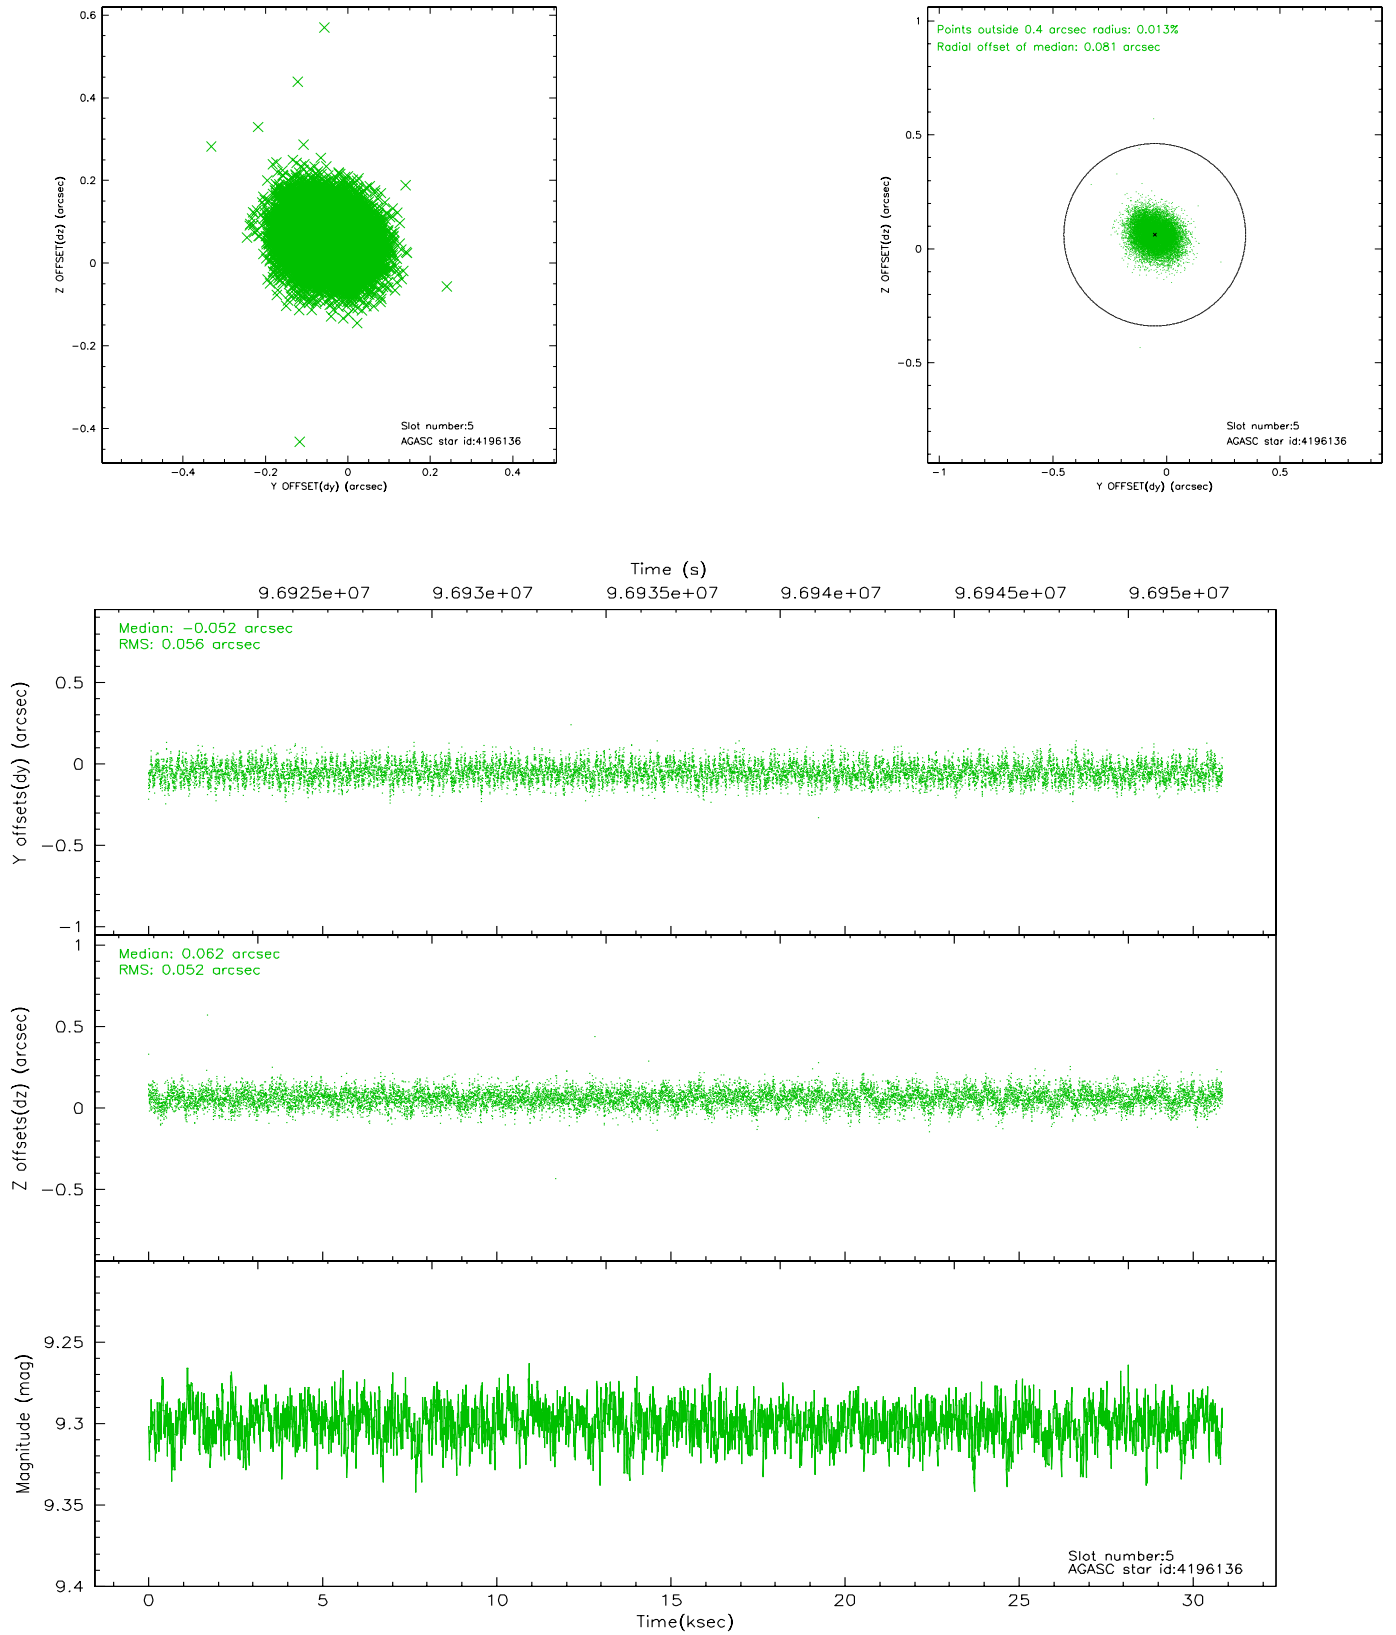 0.6
0.4
0.2
0
−0.2
−0.4
Z OFFSET(dz) (arcsec)
Slot number:5
AGASC star id:4196136
−0.4 −0.2 0 0.2 0.4
Y OFFSET(dy) (arcsec)
Points outside 0.4 arcsec radius: 0.013%
Radial offset of median: 0.081 arcsec
1
0.5
0
−0.5
Z OFFSET(dz) (arcsec)
Slot number:5
AGASC star id:4196136
−1 −0.5 0 0.5
Y OFFSET(dy) (arcsec)
Time (s)
9.6925e+07 9.693e+07 9.6935e+07 9.694e+07 9.6945e+07 9.695e+07
Median: −0.052 arcsec
RMS: 0.056 arcsec
0.5
0
−0.5
−1
Y offsets(dy) (arcsec)
Median: 0.062 arcsec
RMS: 0.052 arcsec
1
0.5
0
−0.5
Z offsets(dz) (arcsec)
9.25
9.3
9.35
9.4
Magnitude (mag)
Slot number:5
AGASC star id:4196136
0 5 10 15 20 25 30
Time(ksec)